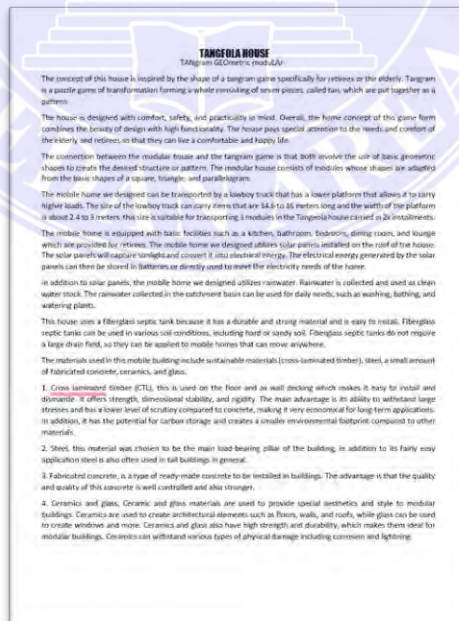 TANGEOLA HOUSE
TANgram GEOmetric moduLAr
The concept of this house is inspired by the shape of a tangram game specifically for retirees or the elderly. Tangram
is a puzzle game of transformation forming a whole consisting of seven pieces, called tan, which are put together as a
pattern.
The house is designed with comfort, safety, and practicality in mind. Overall, the home concept of this game form
combines the beauty of design with high functionality. The house pays special attention to the needs and comfort of
the elderly and retirees so that they can live a comfortable and happy life.
The connection between the modular house and the tangram game is that both involve the use of basic geometric
shapes to create the desired structure or pattern. The modular house consists of modules whose shapes are adapted
from the basic shapes of a square, triangle, and parallelogram.
The mobile home we designed can be transported by a lowboy truck that has a lower platform that allows it to carry
higher loads. The size of the lowboy truck can carry items that are 14.6 to 16 meters long and the width of the platform
is about 2.4 to 3 meters. this size is suitable for transporting 3 modules in the Tangeola house carried in 2x installments.
The mobile home is equipped with basic facilities such as a kitchen, bathroom, bedroom, dining room, and lounge
which are provided for retirees. The mobile home we designed utilizes solar panels installed on the roof of the house.
The solar panels will capture sunlight and convert it into electrical energy. The electrical energy generated by the solar
panels can then be stored in batteries or directly used to meet the electricity needs of the home.
In addition to solar panels, the mobile home we designed utilizes rainwater. Rainwater is collected and used as clean
water stock. The rainwater collected in the catchment basin can be used for daily needs, such as washing, bathing, and
watering plants.
This house uses a fiberglass septic tank because it has a durable and strong material and is easy to install. Fiberglass
septic tanks can be used in various soil conditions, including hard or sandy soil. Fiberglass septic tanks do not require
a large drain field, so they can be applied to mobile homes that can move anywhere.
The materials used in this mobile building include sustainable materials (cross-laminated timber), steel, a small amount
of fabricated concrete, ceramics, and glass.
1. Cross laminated timber (CTL), this is used on the floor and as wall decking which makes it easy to install and
dismantle. It offers strength, dimensional stability, and rigidity. The main advantage is its ability to withstand large
stresses and has a lower level of scrutiny compared to concrete, making it very economical for long-term applications.
In addition, it has the potential for carbon storage and creates a smaller environmental footprint compared to other
materials.
2. Steel, this material was chosen to be the main load-bearing pillar of the building, in addition to its fairly easy
application steel is also often used in tall buildings in general.
3. Fabricated concrete, is a type of ready-made concrete to be installed in buildings. The advantage is that the quality
and quality of this concrete is well controlled and also stronger.
4. Ceramics and glass, Ceramic and glass materials are used to provide special aesthetics and style to modular
buildings. Ceramics are used to create architectural elements such as floors, walls, and roofs, while glass can be used
to create windows and more. Ceramics and glass also have high strength and durability, which makes them ideal for
modular buildings. Ceramics can withstand various types of physical damage including corrosion and lightning.